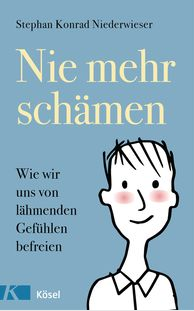 Stephan Konrad Niederwieser
Nie mehr
schämen
Wie wir
uns von
lähmenden
Gefühlen
befreien
K Kösel